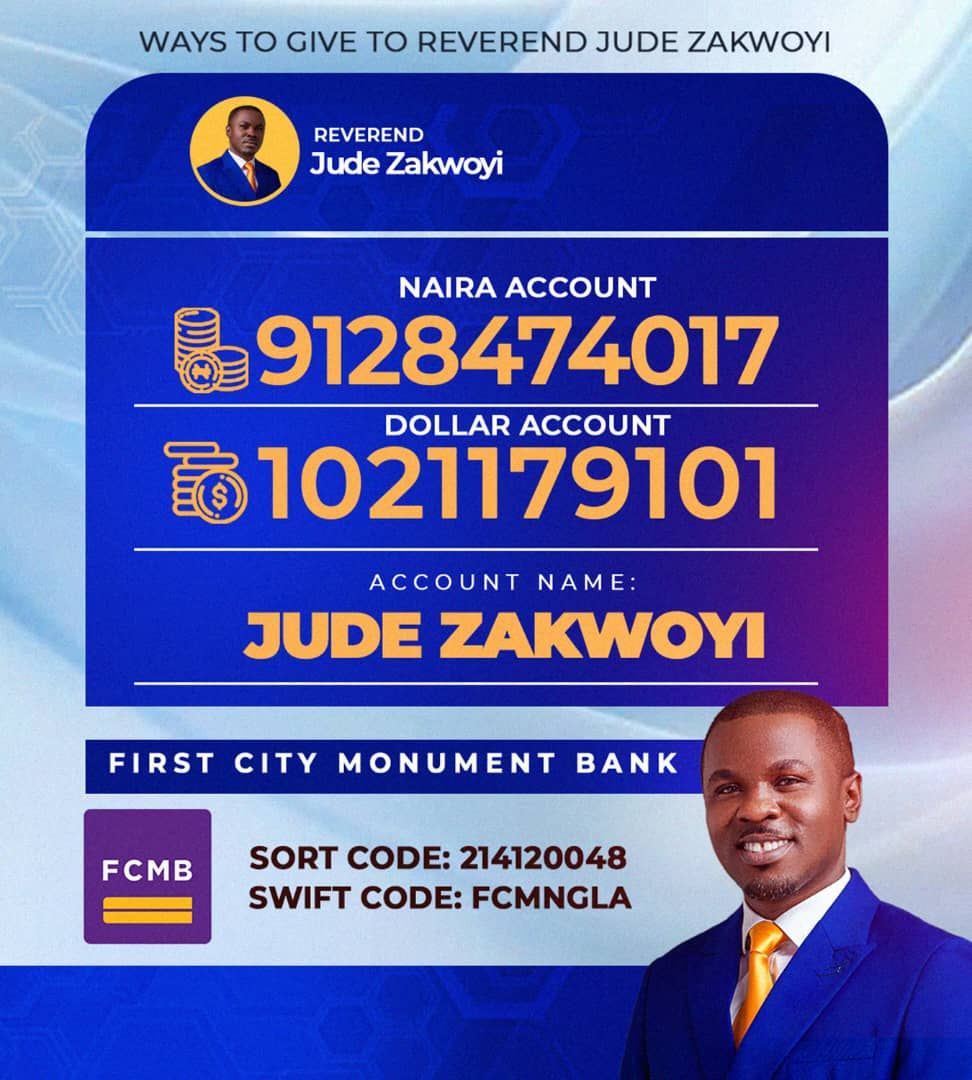 WAYS TO GIVE TO REVEREND JUDE ZAKWOYI
REVEREND
Jude Zakwoyi
NAIRA ACCOUNT
9128474017
DOLLAR ACCOUNT
1021179101
ACCOUNT NAME:
JUDE ZAKWOYI
FIRST CITY MONUMENT BANK
FCMB
SORT CODE: 214120048
SWIFT CODE: FCMNGLA